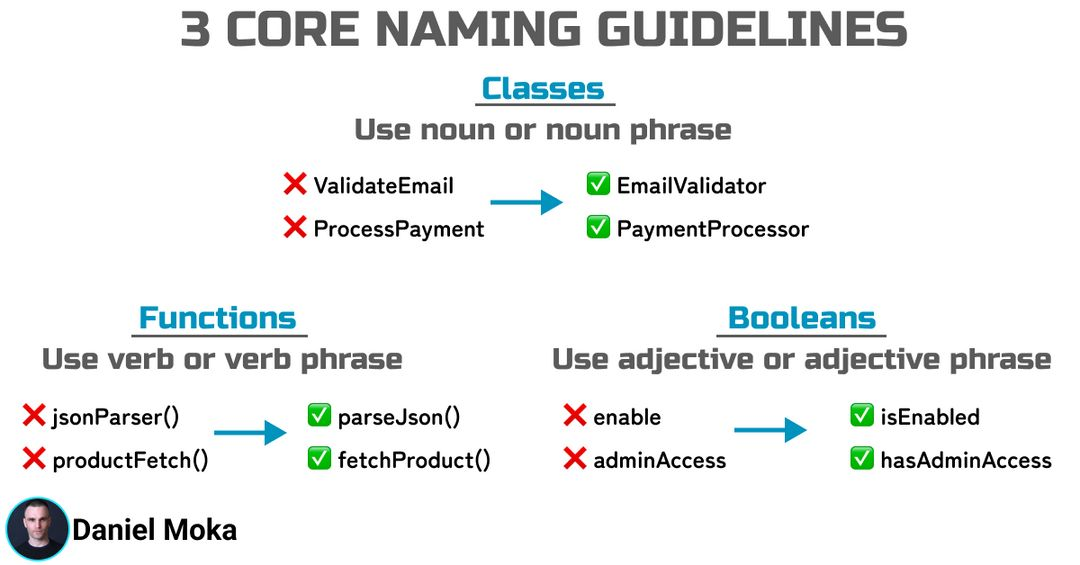 3 CORE NAMING GUIDELINES
Classes
Use noun or noun phrase
❌ ValidateEmail
✅ EmailValidator
❌ ProcessPayment
✅ PaymentProcessor
Functions
Use verb or verb phrase
❌ jsonParser()
✅ parseJson()
❌ productFetch()
✅ fetchProduct()
Booleans
Use adjective or adjective phrase
❌ enable
✅ isEnabled
❌ adminAccess
✅ hasAdminAccess
Daniel Moka